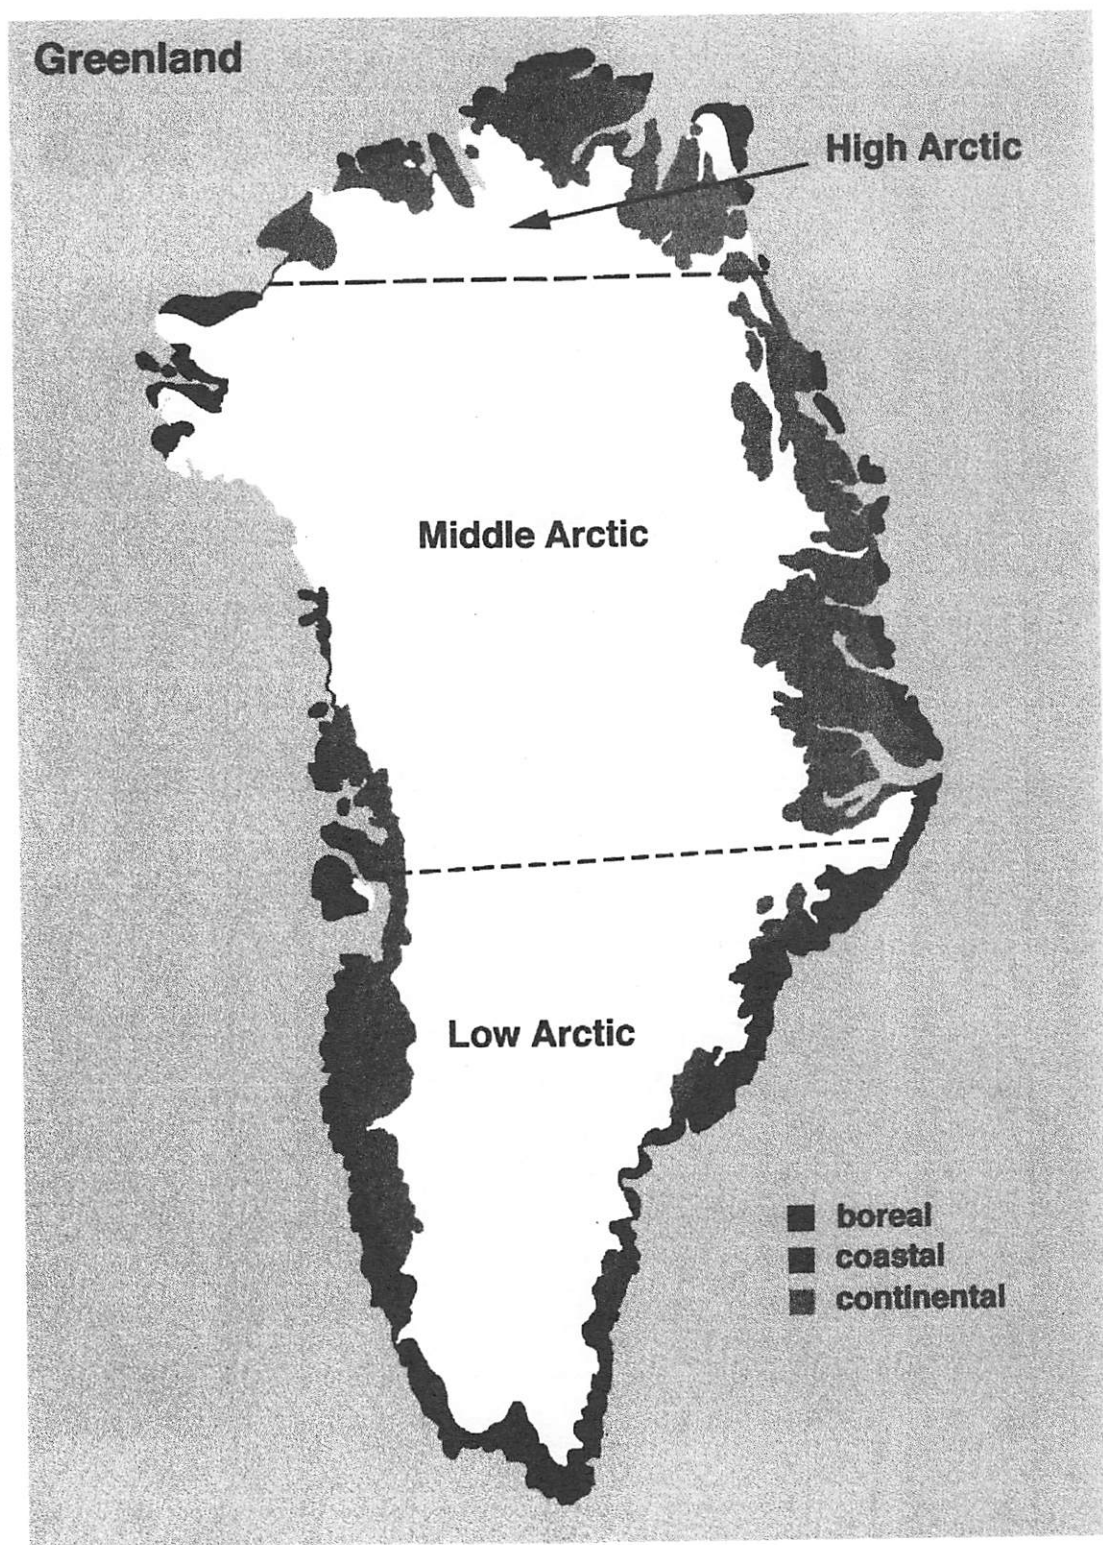 Greenland
High Arctic
Middle Arctic
Low Arctic
boreal
coastal
continental